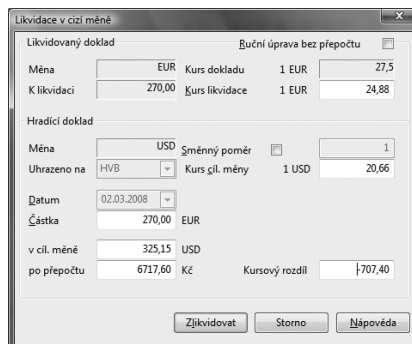 Likvidace v cizí měně
Likvidovaný doklad Ruční úprava bez přepočtu
Měna EUR Kurs dokladu 1 EUR 27,5
K likvidaci 270,00 Kurs likvidace 1 EUR 24,88
Hradící doklad
Měna USD Směnný poměr 1
Uhrazeno na HVB Kurs cíl. měny 1 USD 20,66
Datum 02.03.2008
Částka 270,00 EUR
v cíl. měně 325,15 USD
po přepočtu 6717,60 Kč Kursový rozdíl -707,40
Zlikvidovat Storno Nápověda